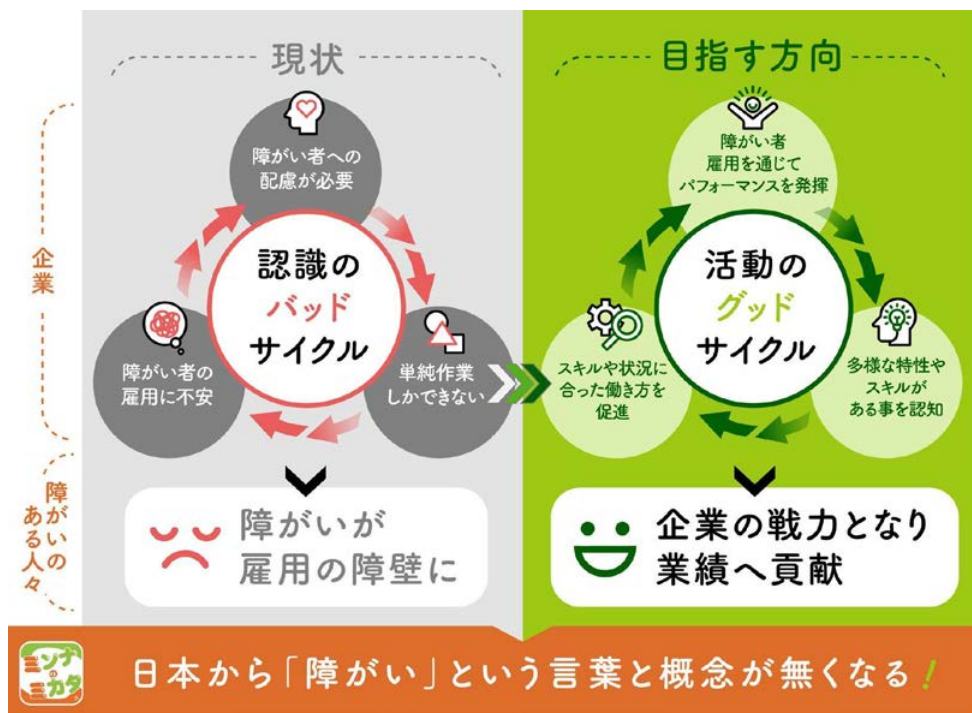 現状
障がい者への
配慮が必要
認識の
バッド
サイクル
障がい者の
雇用に不安
単純作業
しかできない
障がいが
雇用の障壁に
目指す方向
障がい者
雇用を通じて
パフォーマンスを発揮
活動の
グッド
サイクル
スキルや状況に
合った働き方を
促進
多様な特性や
スキルが
ある事を認知
企業の戦力となり
業績へ貢献
企業
障がいの
ある人々
ミンナ
の
ミカタ
日本から「障がい」という言葉と概念が無くなる!